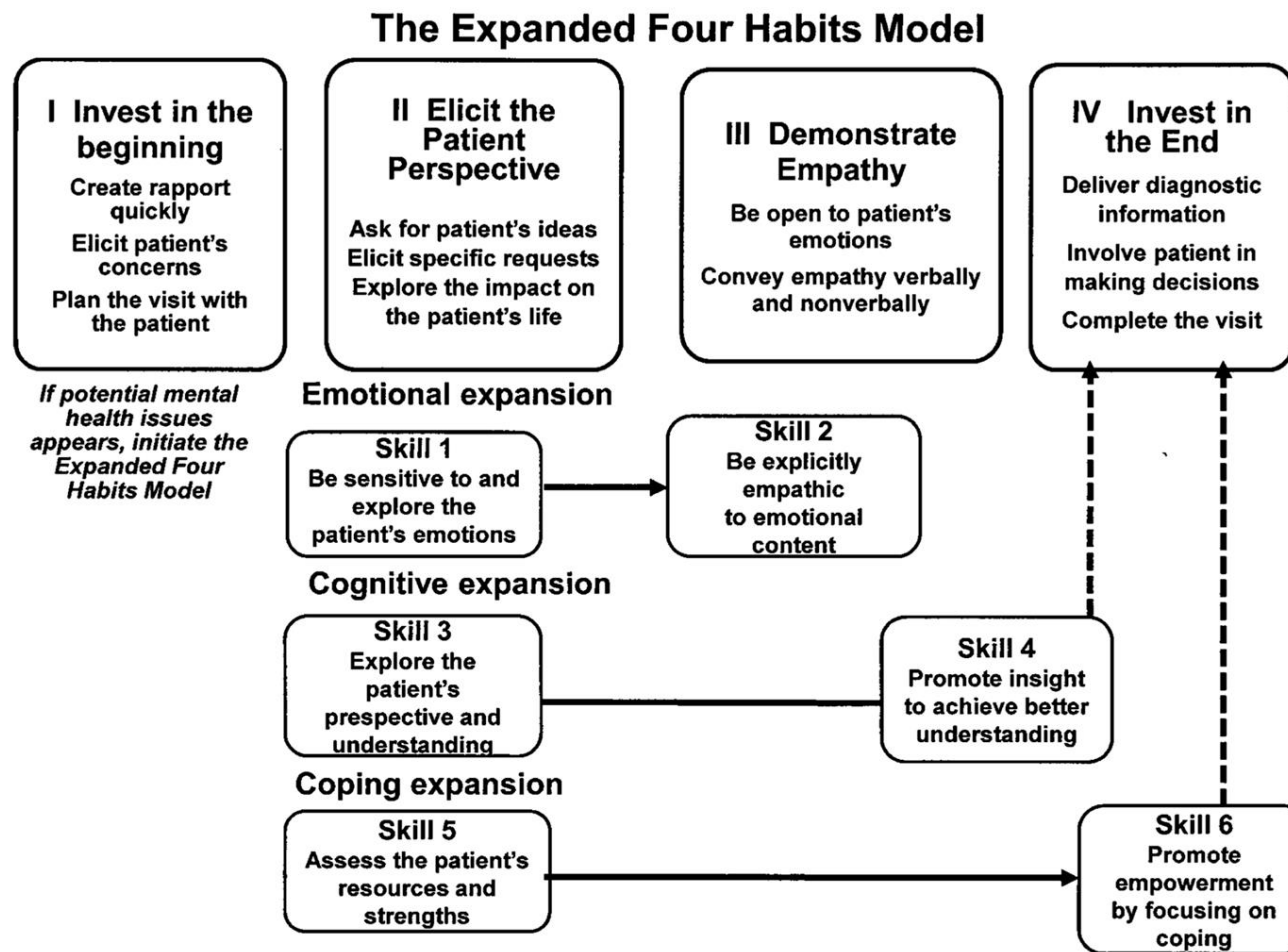 The Expanded Four Habits Model
I Invest in the
beginning
Create rapport
quickly
Elicit patient's
concerns
Plan the visit with
the patient
II Elicit the
Patient
Perspective
Ask for patient's ideas
Elicit specific requests
Explore the impact on
the patient's life
III Demonstrate
Empathy
Be open to patient's
emotions
Convey empathy verbally
and nonverbally
IV Invest in
the End
Deliver diagnostic
information
Involve patient in
making decisions
Complete the visit
If potential mental
health issues
appears, initiate the
Expanded Four
Habits Model
Emotional expansion
Skill 1
Be sensitive to and
explore the
patient's emotions
Skill 2
Be explicitly
empathic
to emotional
content
Cognitive expansion
Skill 3
Explore the
patient's
prespective and
understanding
Skill 4
Promote insight
to achieve better
understanding
Coping expansion
Skill 5
Assess the patient's
resources and
strengths
Skill 6
Promote
empowerment
by focusing on
coping